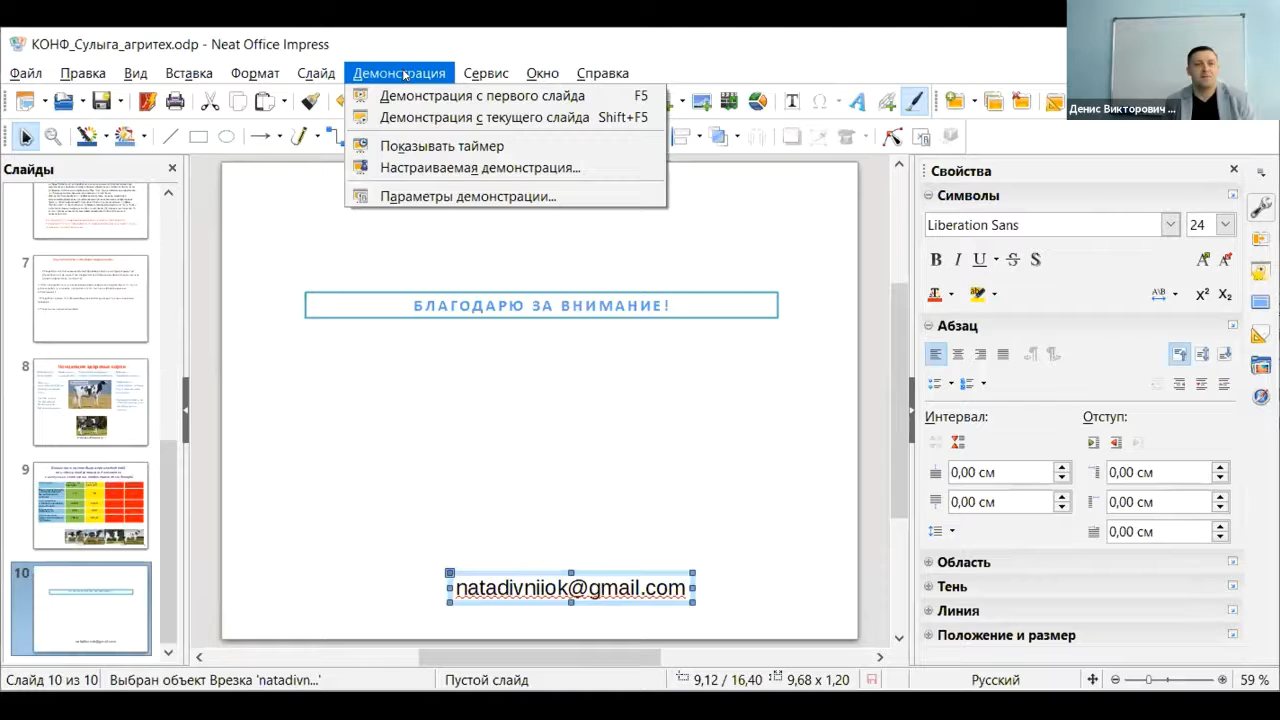 КОНФ_Сулыга_агритех.odp - Neat Office Impress
Файл Правка Вид Вставка Формат Слайд Демонстрация Сервис Окно Справка
Демонстрация с первого слайда F5
Демонстрация с текущего слайда Shift+F5
Показывать таймер
Настраиваемая демонстрация...
Параметры демонстрации...
Денис Викторович ...
Слайды
7
8
9
10
БЛАГОДАРЮ ЗА ВНИМАНИЕ!
natadivniiok@gmail.com
Свойства
Символы
Liberation Sans 24
Абзац
Интервал: Отступ:
0,00 см 0,00 см
0,00 см 0,00 см
0,00 см
Область
Тень
Линия
Положение и размер
Слайд 10 из 10 Выбран объект Врезка 'natadivn...' Пустой слайд 9,12 / 16,40 9,68 x 1,20 Русский 59 %